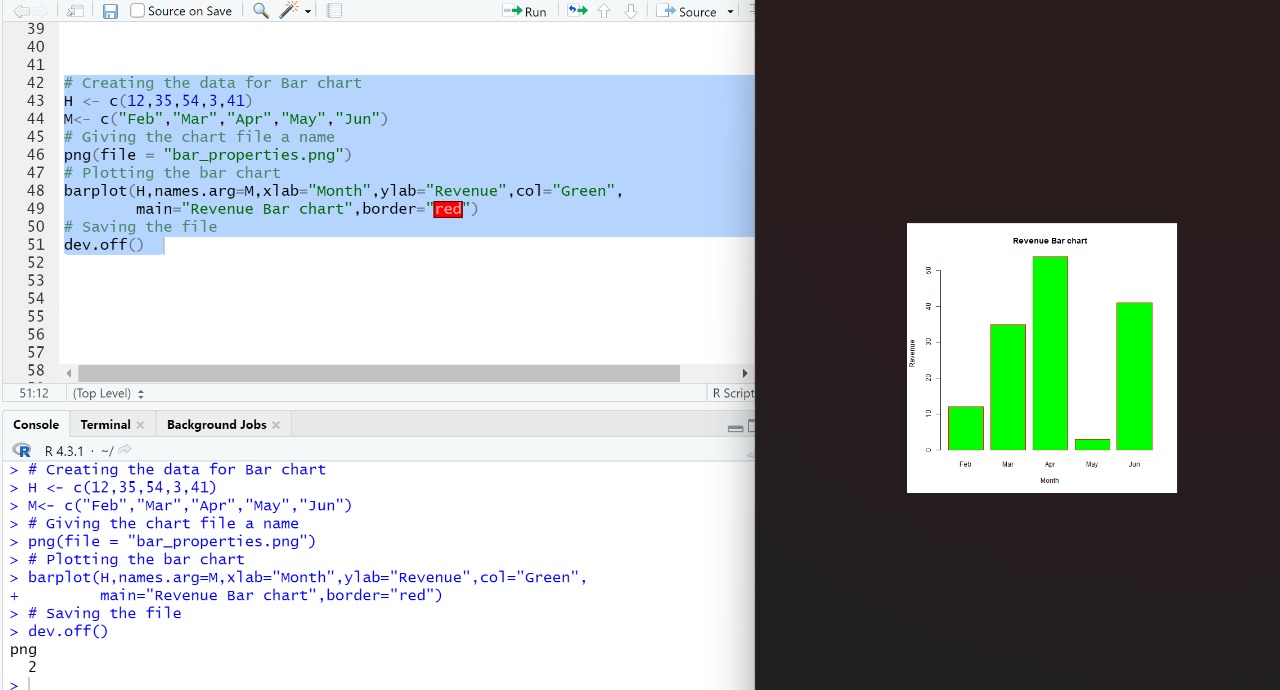 Source on Save
Run
Source
39
40
41
42 # Creating the data for Bar chart
43 H <- c(12,35,54,3,41)
44 M<- c("Feb","Mar","Apr","May","Jun")
45 # Giving the chart file a name
46 png(file = "bar_properties.png")
47 # Plotting the bar chart
48 barplot(H,names.arg=M,xlab="Month",ylab="Revenue",col="Green",
49 main="Revenue Bar chart",border="red")
50 # Saving the file
51 dev.off()
52
53
54
55
56
57
58
51:12 (Top Level) R Script
Console Terminal Background Jobs
R 4.3.1 · ~/
> # Creating the data for Bar chart
> H <- c(12,35,54,3,41)
> M<- c("Feb","Mar","Apr","May","Jun")
> # Giving the chart file a name
> png(file = "bar_properties.png")
> # Plotting the bar chart
> barplot(H,names.arg=M,xlab="Month",ylab="Revenue",col="Green",
+ main="Revenue Bar chart",border="red")
> # Saving the file
> dev.off()
png
2
>
Revenue Bar chart
Revenue
50
40
30
20
10
0
Feb Mar Apr May Jun
Month